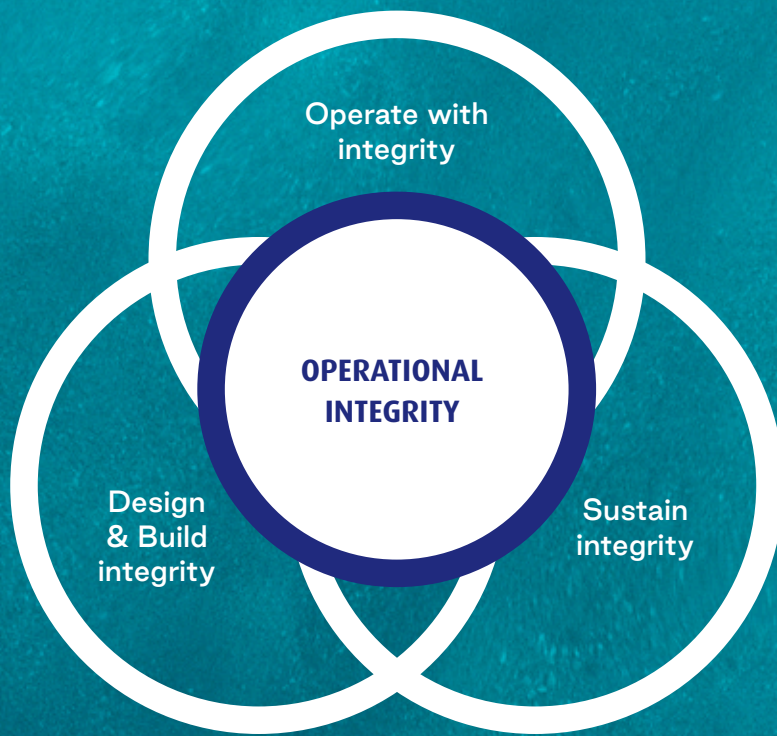 Operate with
integrity
OPERATIONAL
INTEGRITY
Design
& Build
integrity
Sustain
integrity